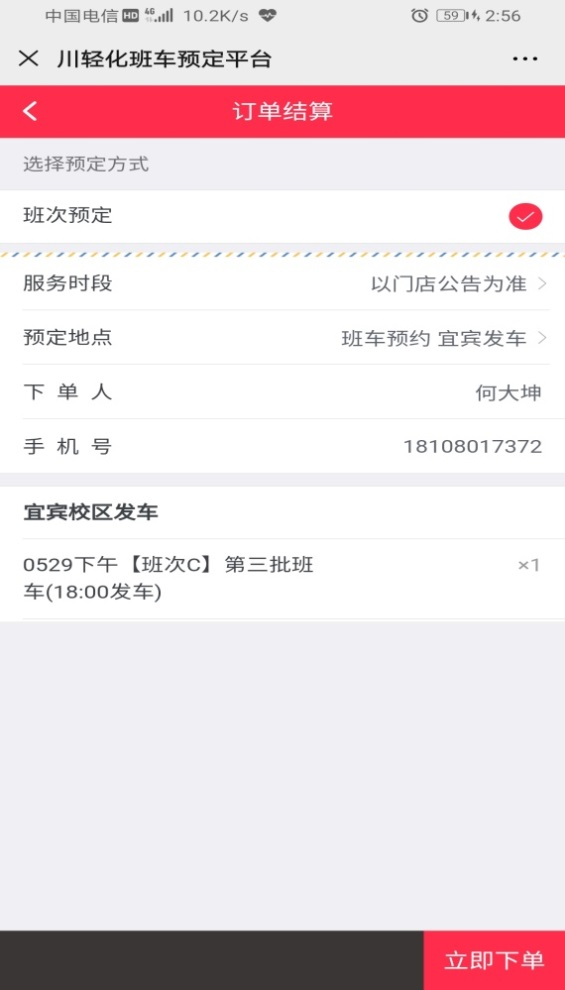 中国电信 HD 4G 10.2K/s 59 2:56
川轻化班车预定平台
订单结算
选择预定方式
班次预定
服务时段 以门店公告为准
预定地点 班车预约 宜宾发车
下单人 何大坤
手机号 18108017372
宜宾校区发车
0529下午【班次C】第三批班 ×1
车(18:00发车)
立即下单